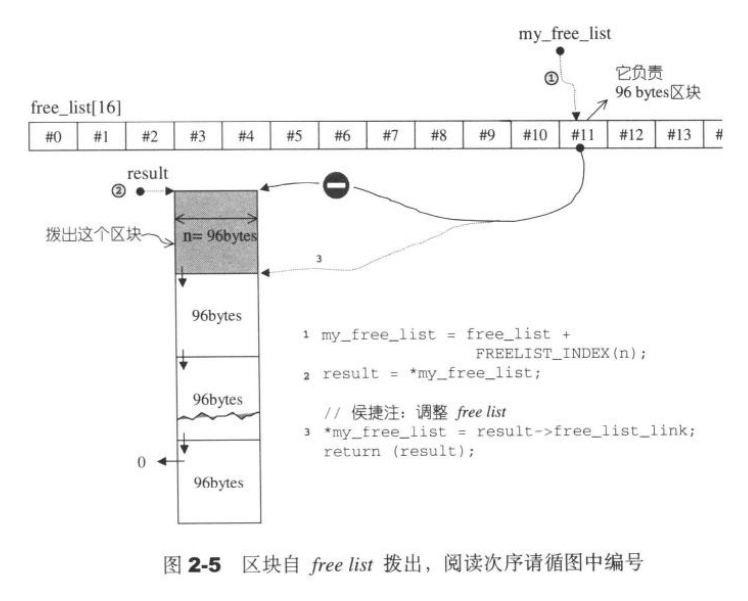 my_free_list
①
它负责
96 bytes区块
free_list[16]
#0 #1 #2 #3 #4 #5 #6 #7 #8 #9 #10 #11 #12 #13 #
result
②
拨出这个区块
n= 96bytes
3
96bytes
96bytes
0
96bytes
1 my_free_list = free_list +
FREELIST_INDEX(n);
2 result = *my_free_list;
// 侯捷注：调整 free list
3 *my_free_list = result->free_list_link;
return (result);
图 2-5 区块自 free list 拨出，阅读次序请循图中编号